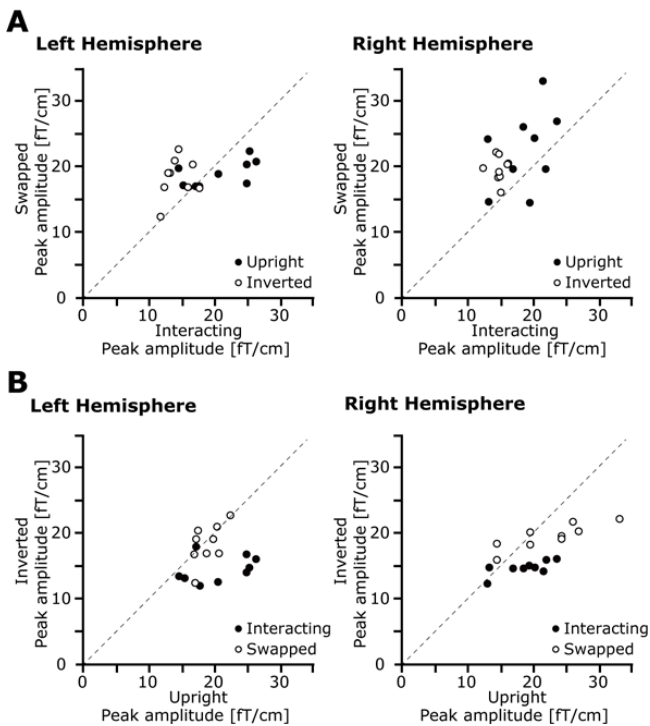 A
Left Hemisphere
Right Hemisphere
Swapped
Peak amplitude [fT/cm]
30
20
10
0
Upright
Inverted
0
10
20
30
Interacting
Peak amplitude [fT/cm]
Swapped
Peak amplitude [fT/cm]
30
20
10
0
Upright
Inverted
0
10
20
30
Interacting
Peak amplitude [fT/cm]
B
Left Hemisphere
Right Hemisphere
Inverted
Peak amplitude [fT/cm]
30
20
10
0
Interacting
Swapped
0
10
20
30
Upright
Peak amplitude [fT/cm]
Inverted
Peak amplitude [fT/cm]
30
20
10
0
Interacting
Swapped
0
10
20
30
Upright
Peak amplitude [fT/cm]